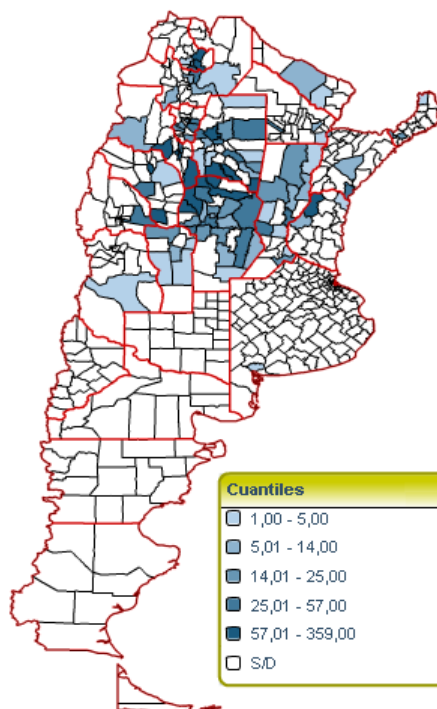 Cuantiles
1,00 - 5,00
5,01 - 14,00
14,01 - 25,00
25,01 - 57,00
57,01 - 359,00
S/D